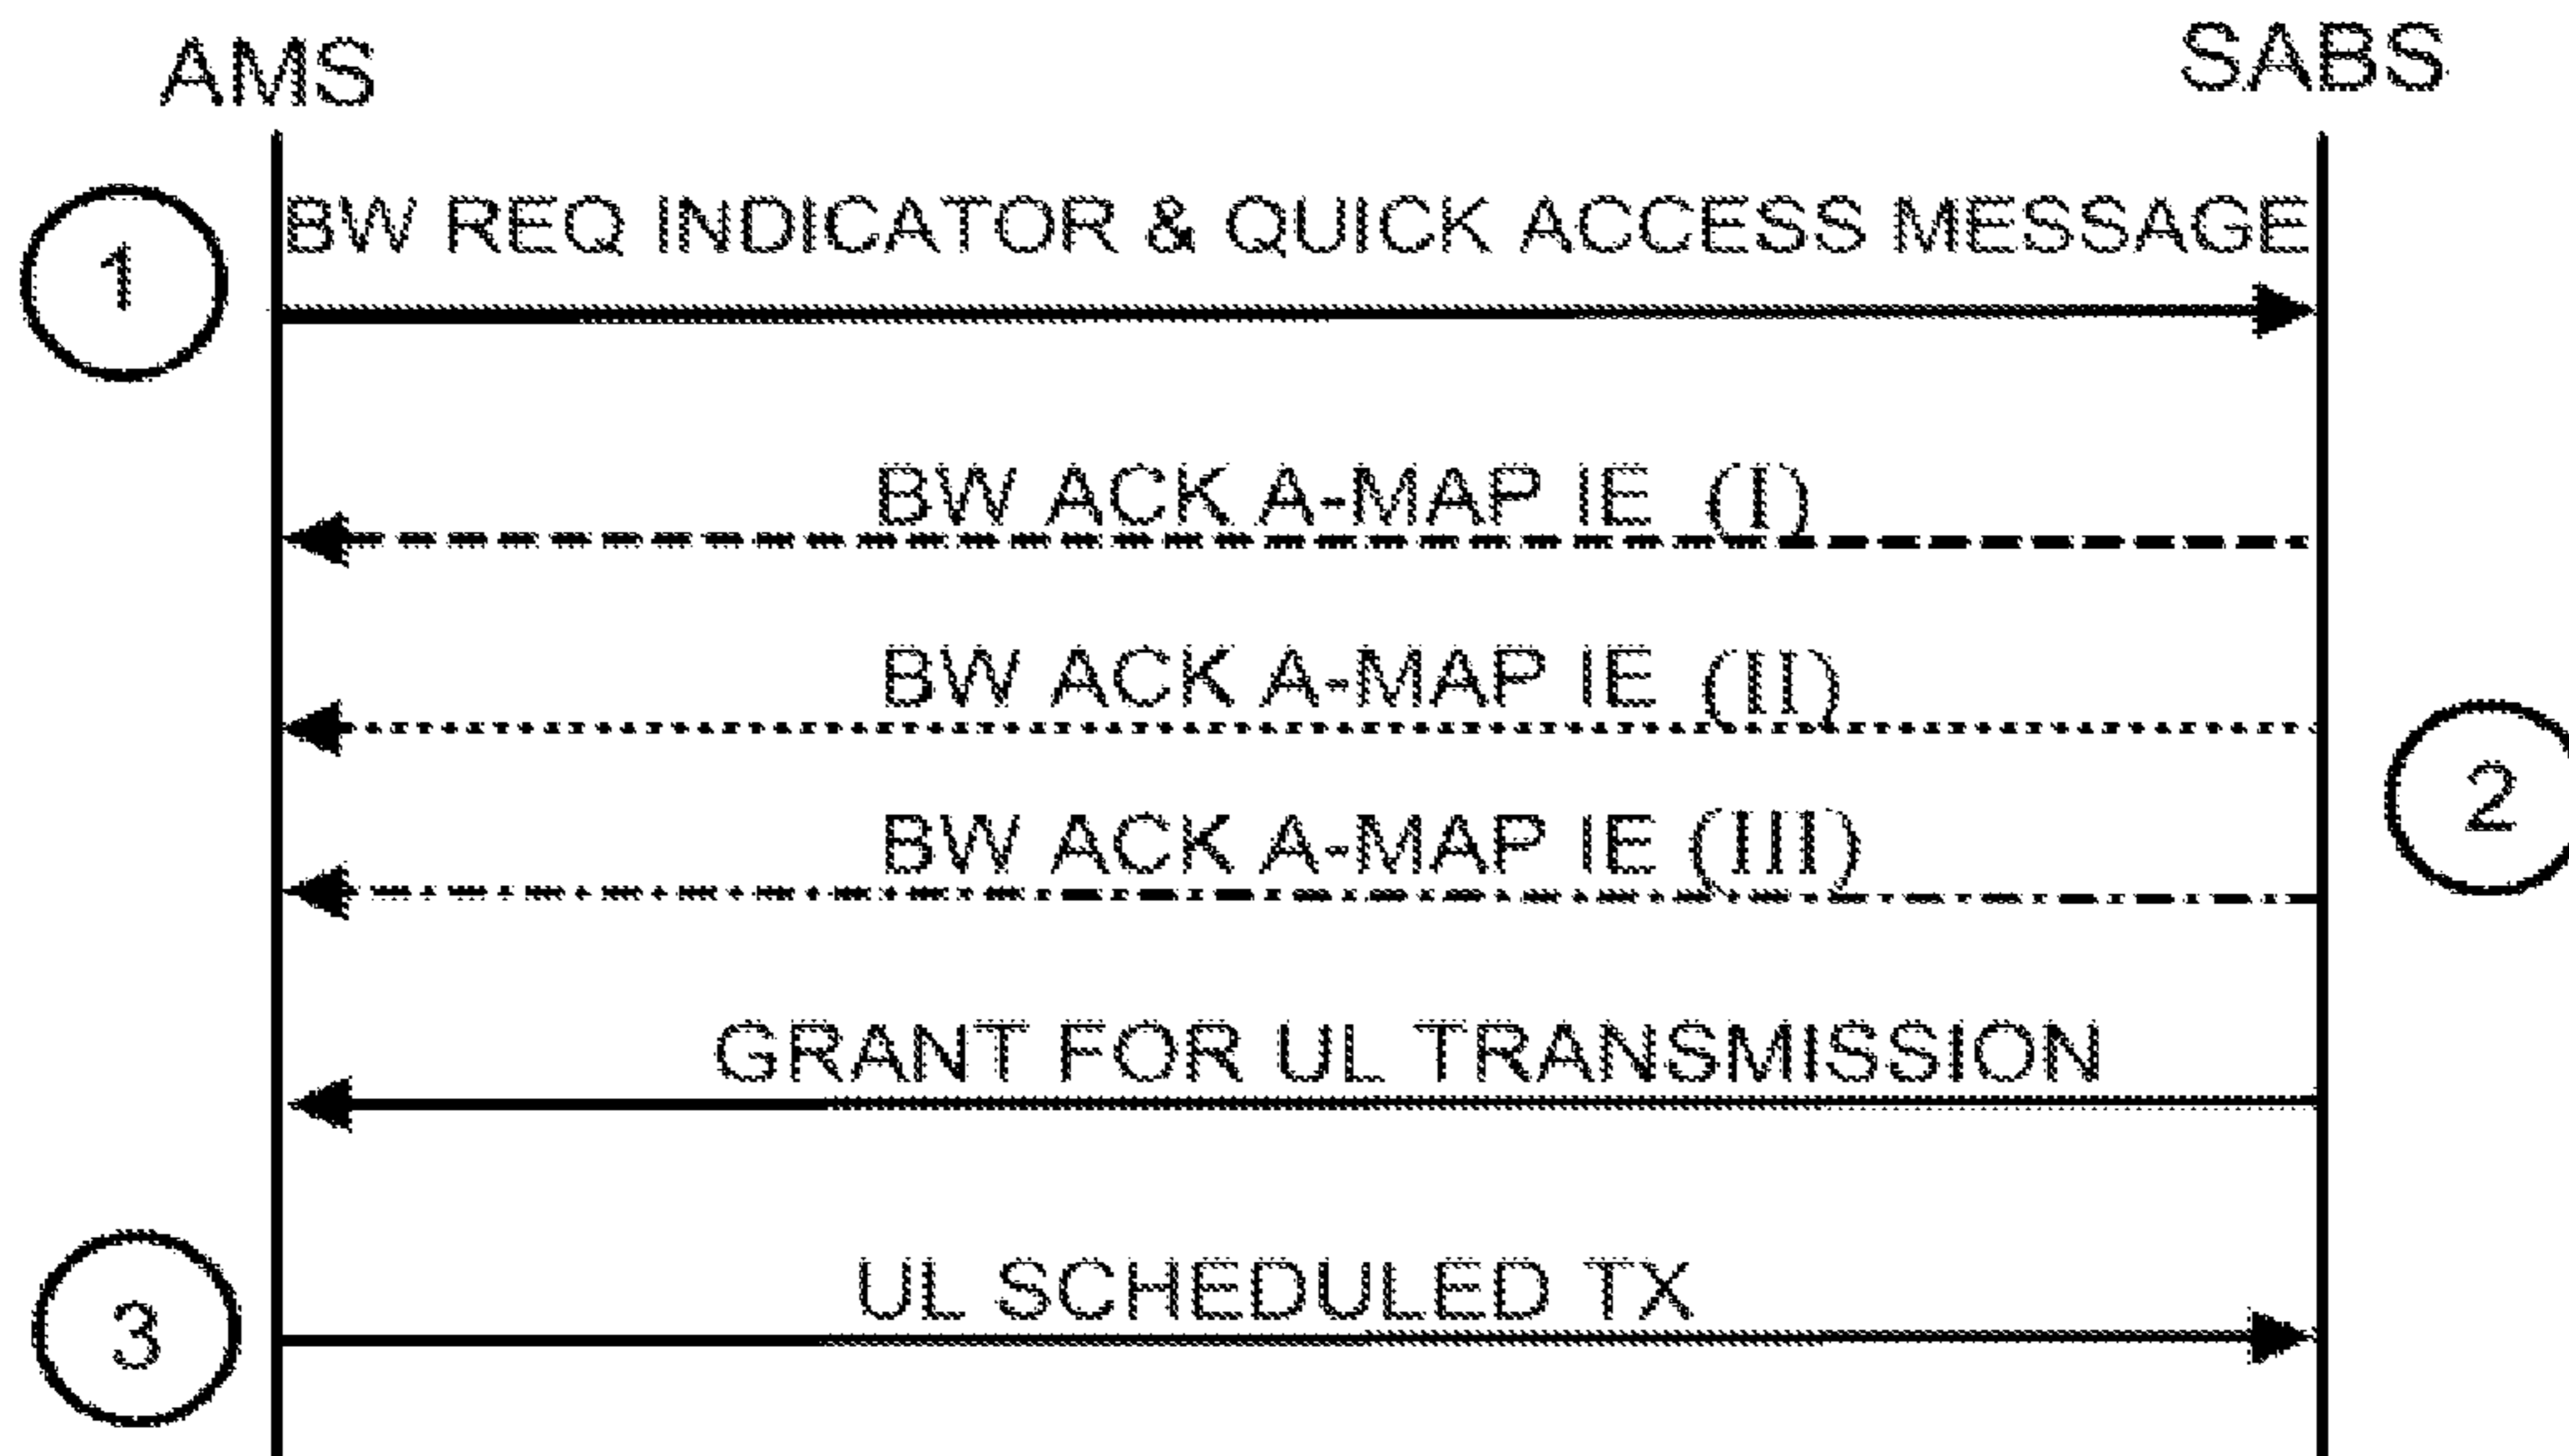 AMS SABS
1
BW REQ INDICATOR & QUICK ACCESS MESSAGE
BW ACK A-MAP IE (I)
BW ACK A-MAP IE (II)
BW ACK A-MAP IE (III)
2
GRANT FOR UL TRANSMISSION
UL SCHEDULED TX
3